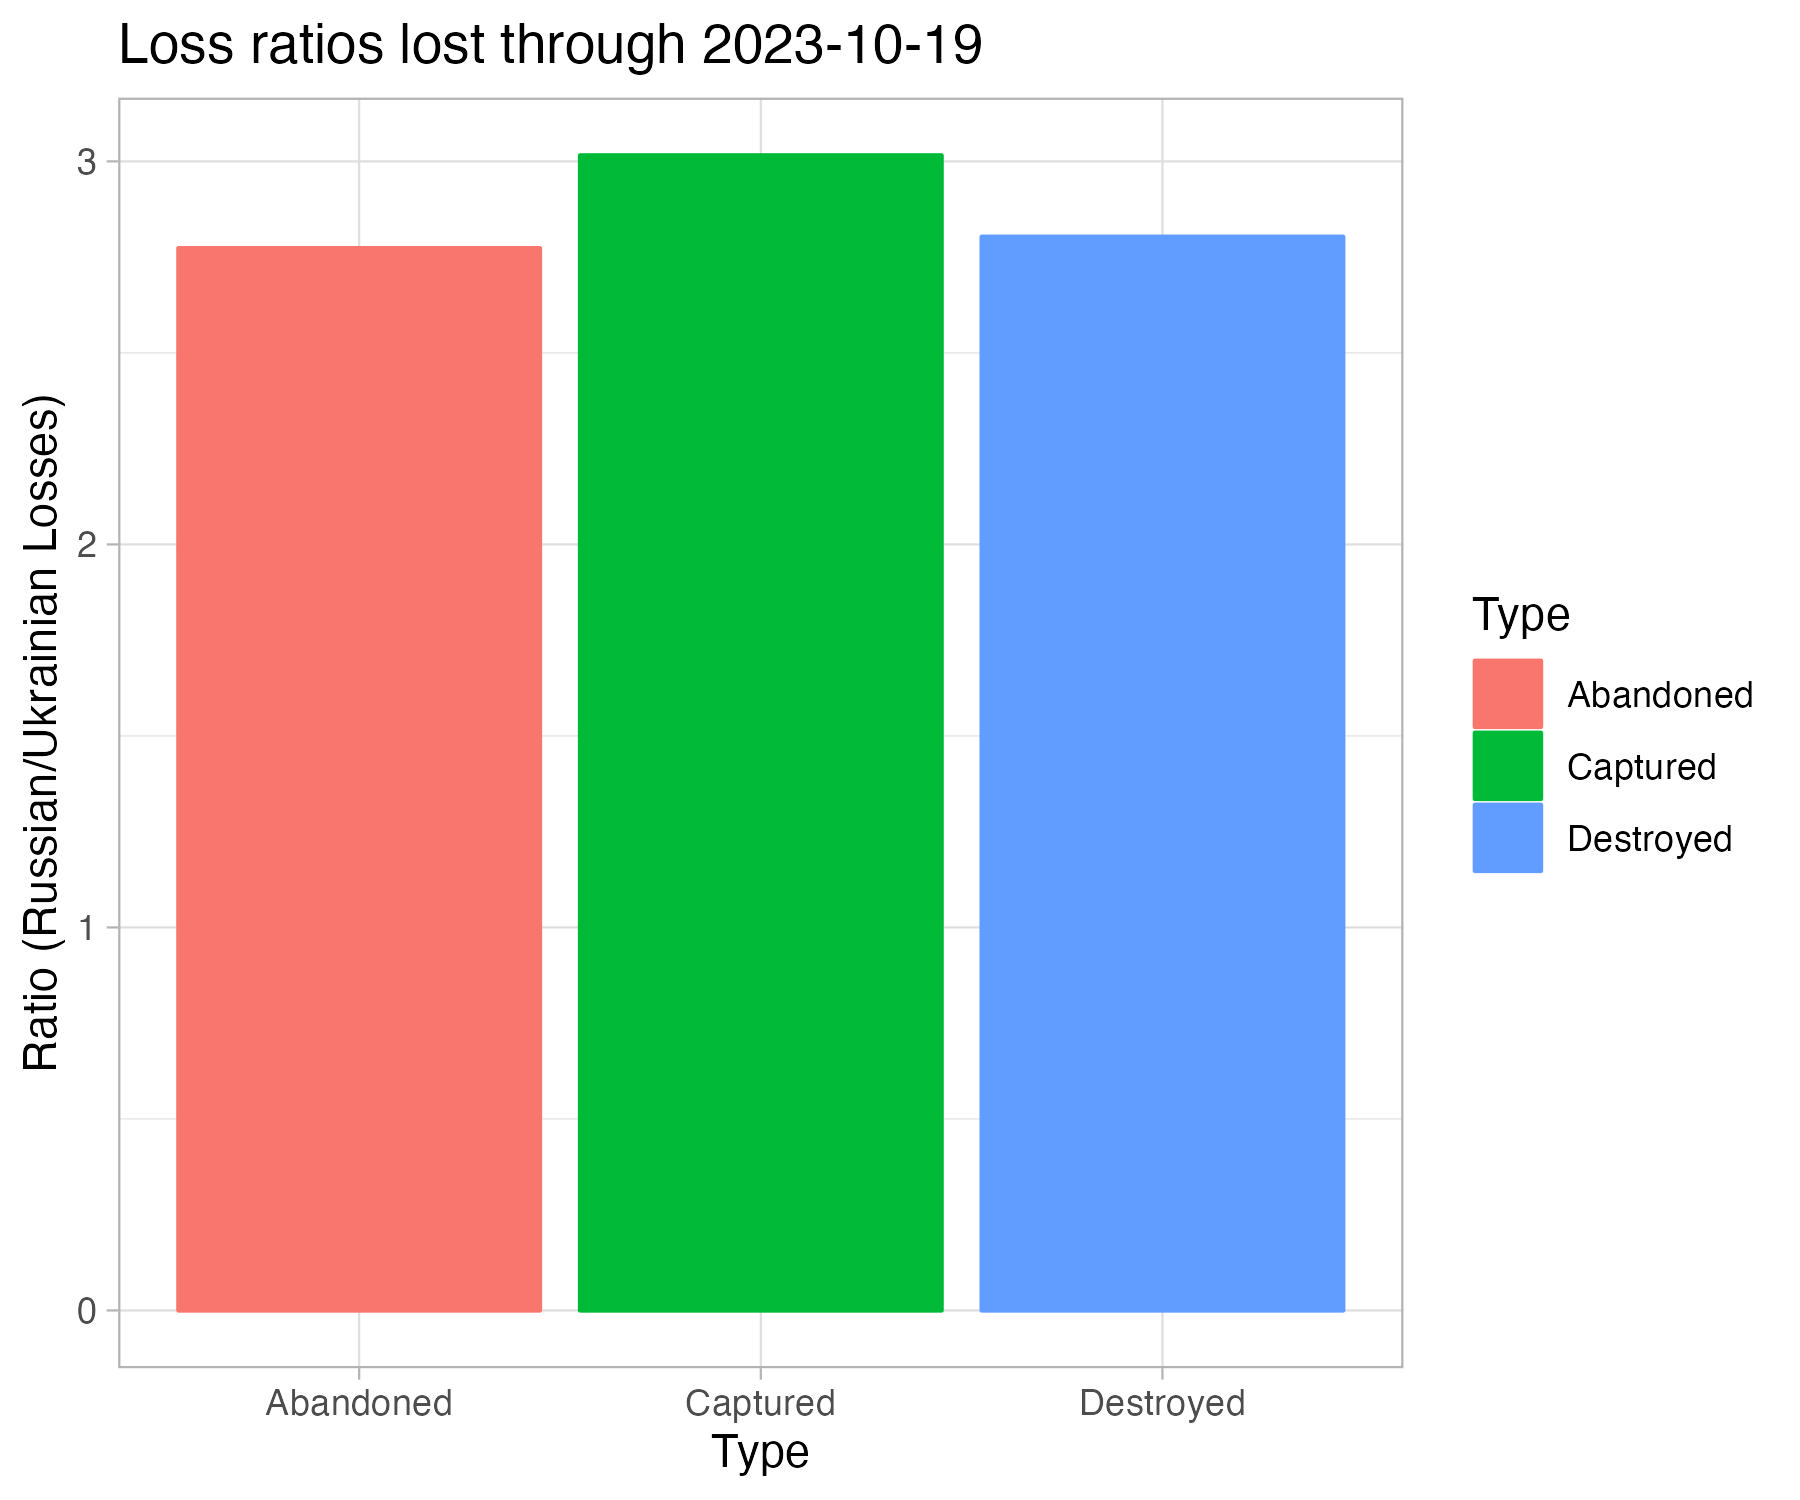 Loss ratios lost through 2023-10-19
Ratio (Russian/Ukrainian Losses)
3
2
1
0
Abandoned
Captured
Destroyed
Type
Type
Abandoned
Captured
Destroyed